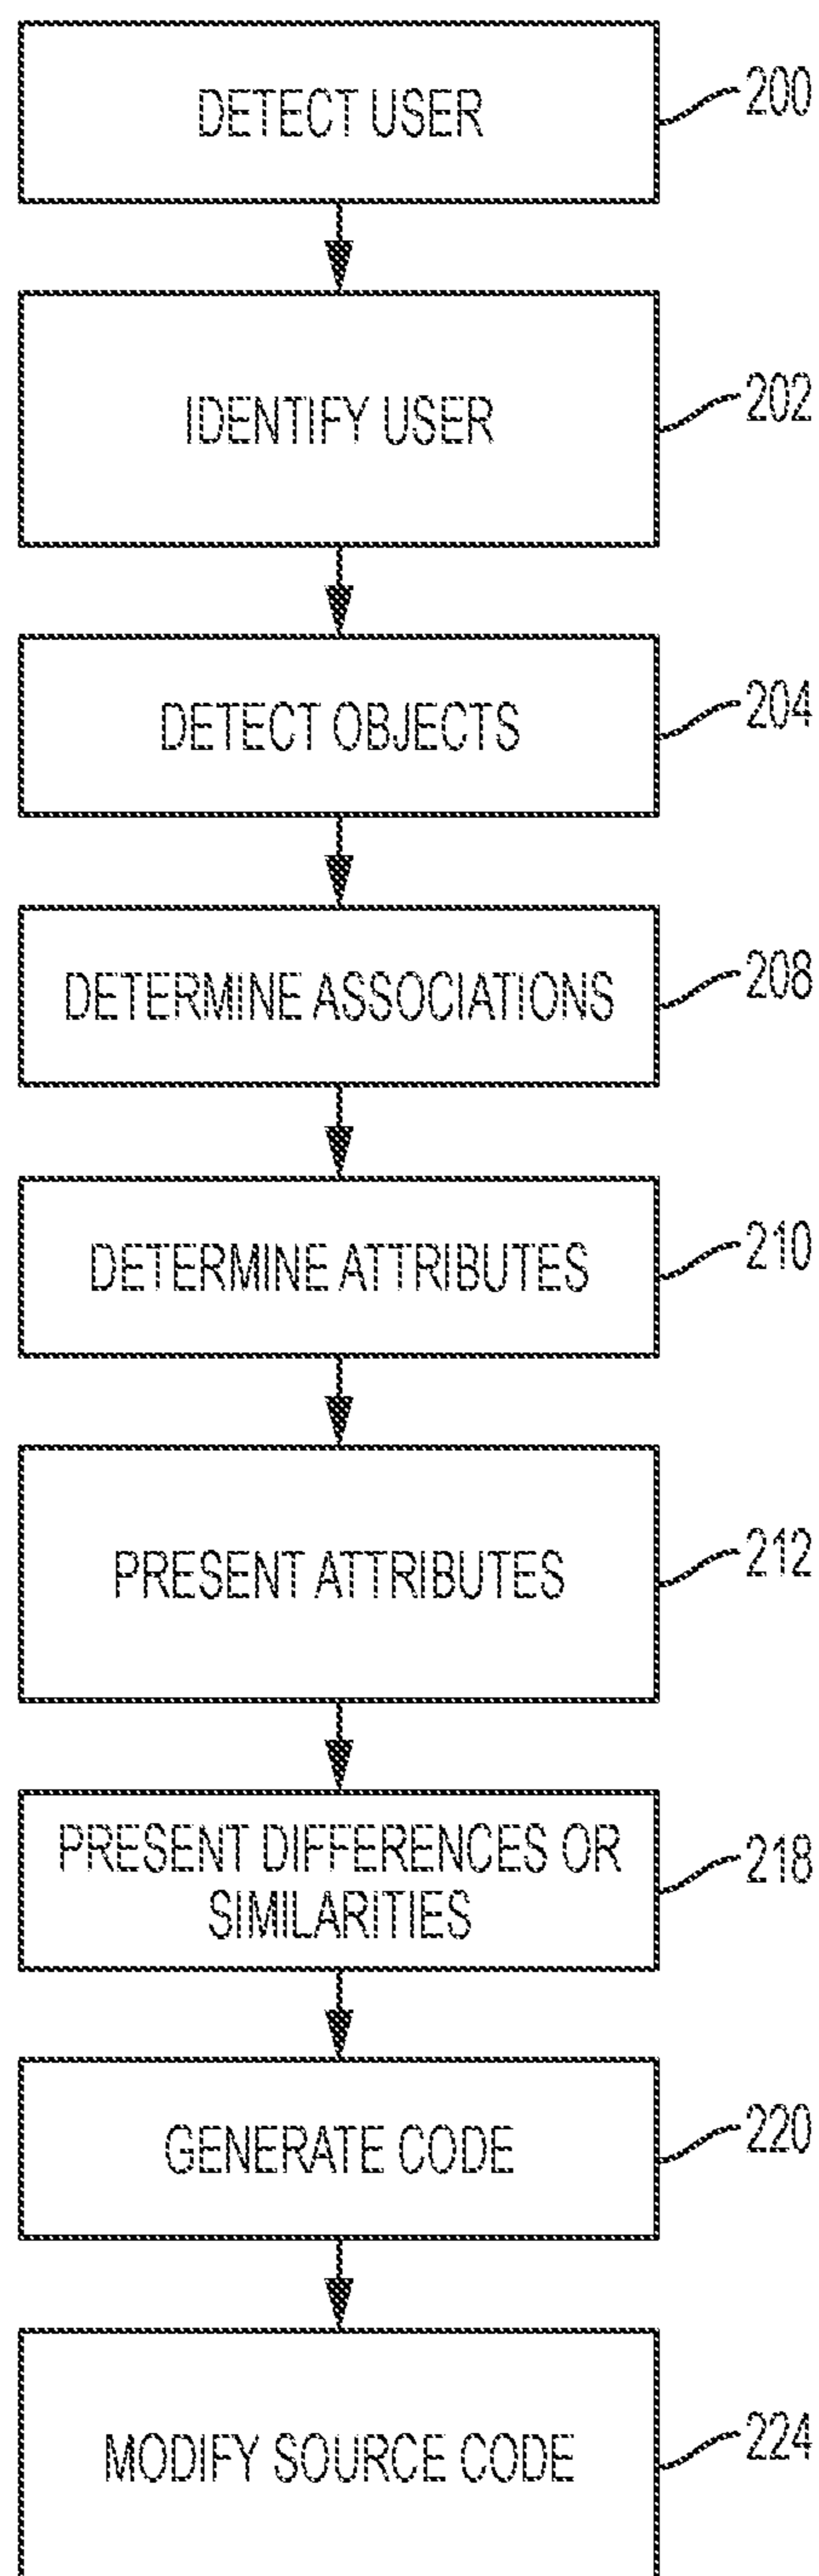 DETECT USER
200
IDENTIFY USER
202
DETECT OBJECTS
204
DETERMINE ASSOCIATIONS
208
DETERMINE ATTRIBUTES
210
PRESENT ATTRIBUTES
212
PRESENT DIFFERENCES OR
SIMILARITIES
218
GENERATE CODE
220
MODIFY SOURCE CODE
224